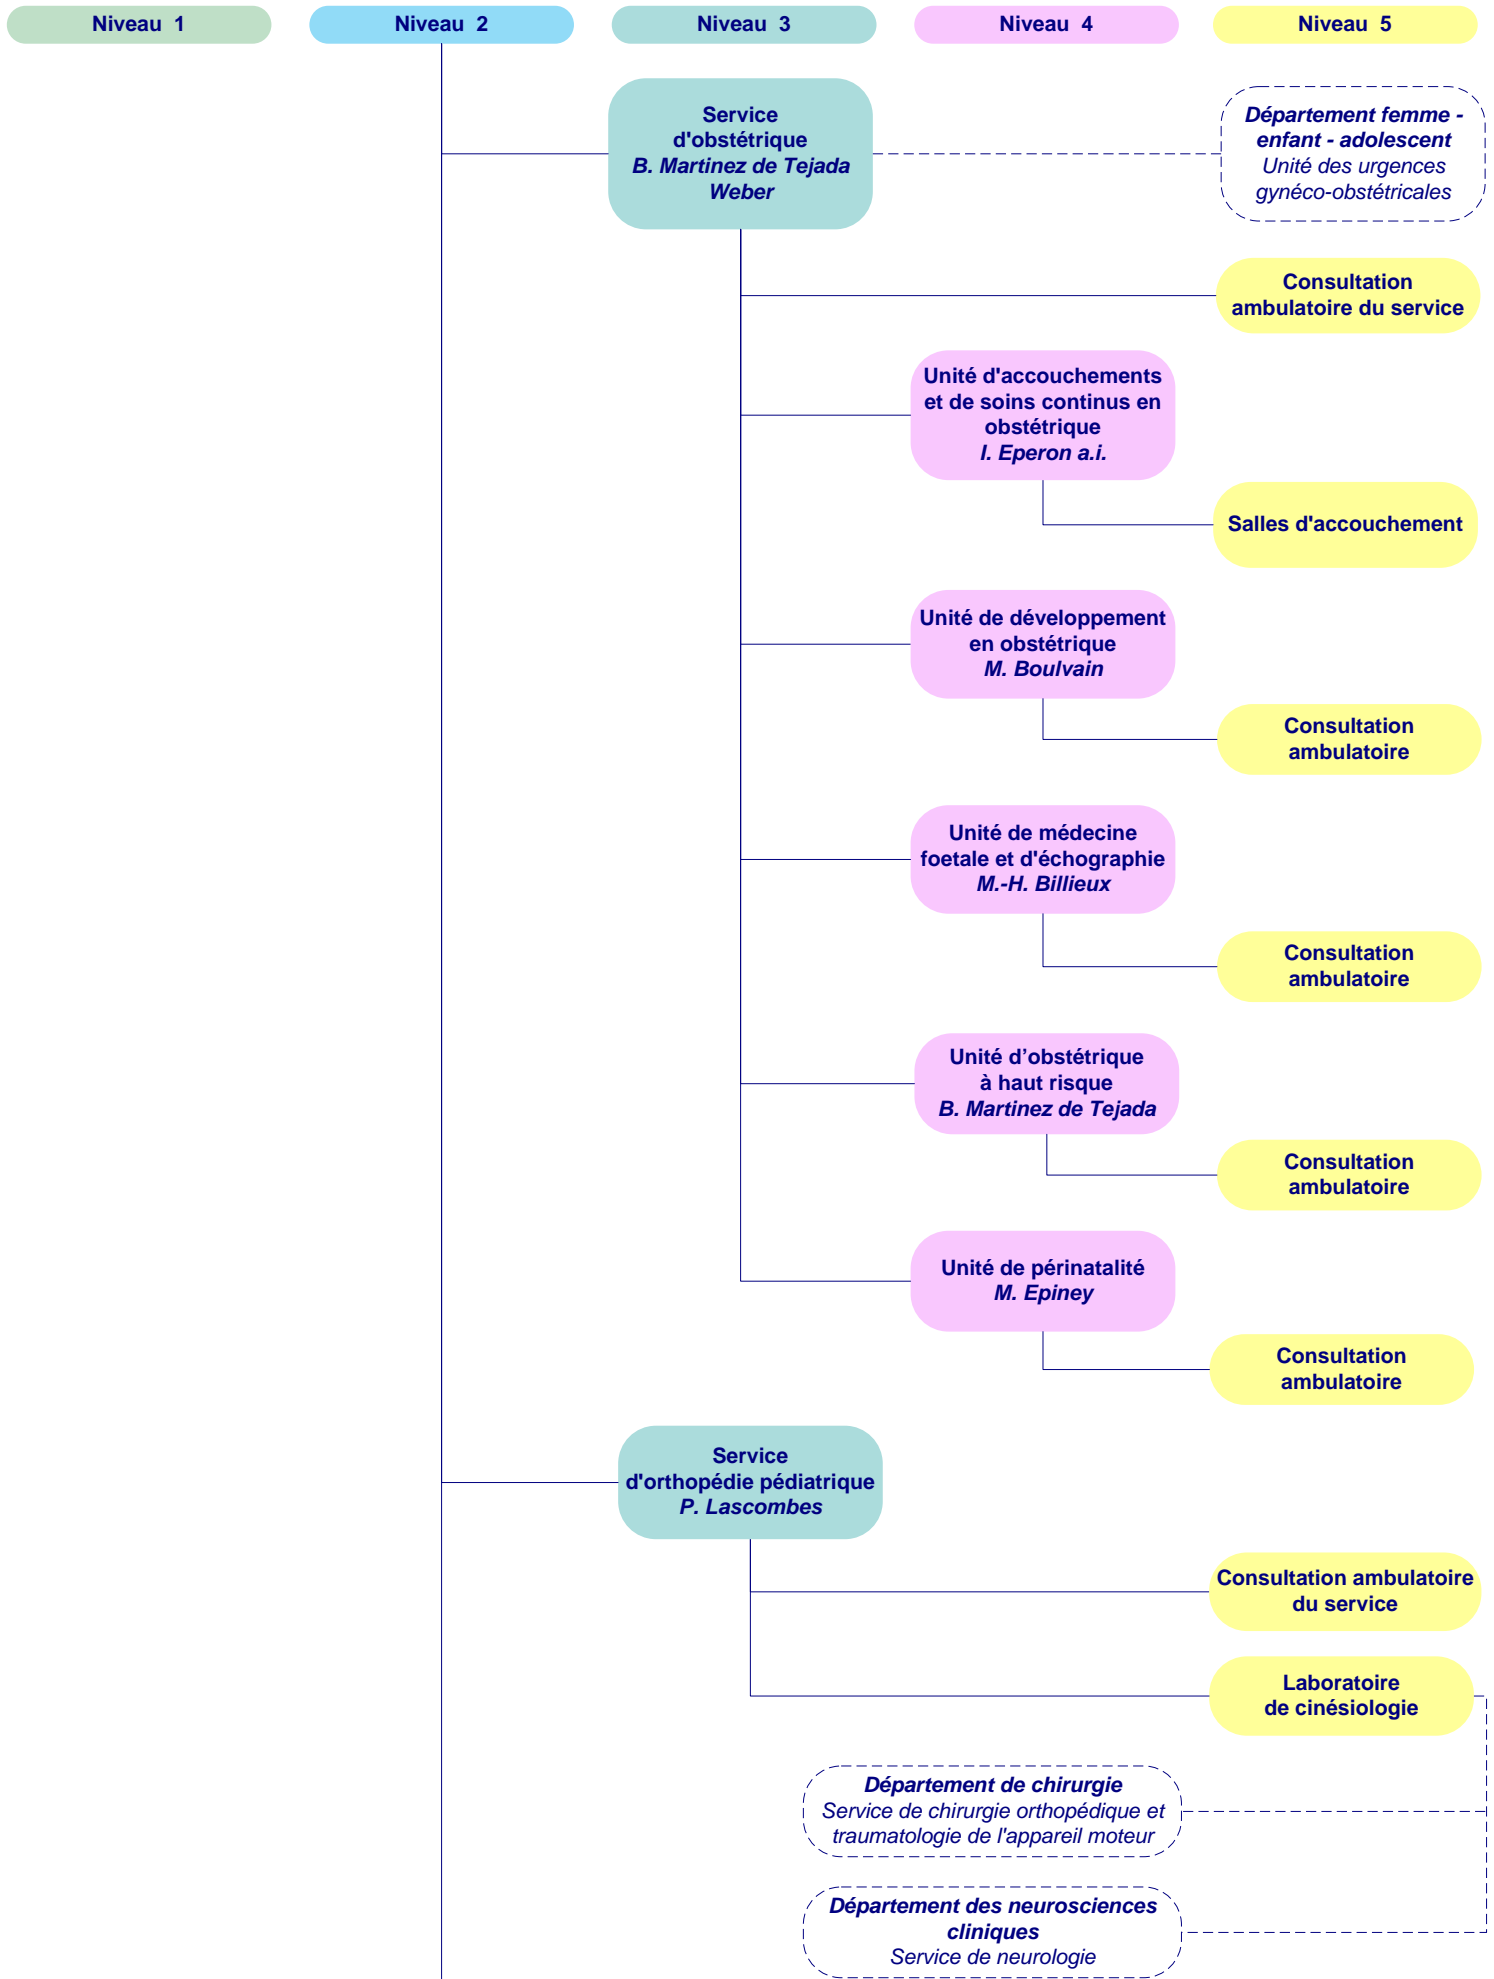 Niveau 1
Niveau 2
Niveau 3
Niveau 4
Niveau 5
Service
d'obstétrique
B. Martinez de Tejada
Weber
Département femme -
enfant - adolescent
Unité des urgences
gynéco-obstétricales
Consultation
ambulatoire du service
Unité d'accouchements
et de soins continus en
obstétrique
I. Eperon a.i.
Salles d'accouchement
Unité de développement
en obstétrique
M. Boulvain
Consultation
ambulatoire
Unité de médecine
foetale et d'échographie
M.-H. Billieux
Consultation
ambulatoire
Unité d’obstétrique
à haut risque
B. Martinez de Tejada
Consultation
ambulatoire
Unité de périnatalité
M. Epiney
Consultation
ambulatoire
Service
d'orthopédie pédiatrique
P. Lascombes
Consultation ambulatoire
du service
Laboratoire
de cinésiologie
Département de chirurgie
Service de chirurgie orthopédique et
traumatologie de l'appareil moteur
Département des neurosciences
cliniques
Service de neurologie